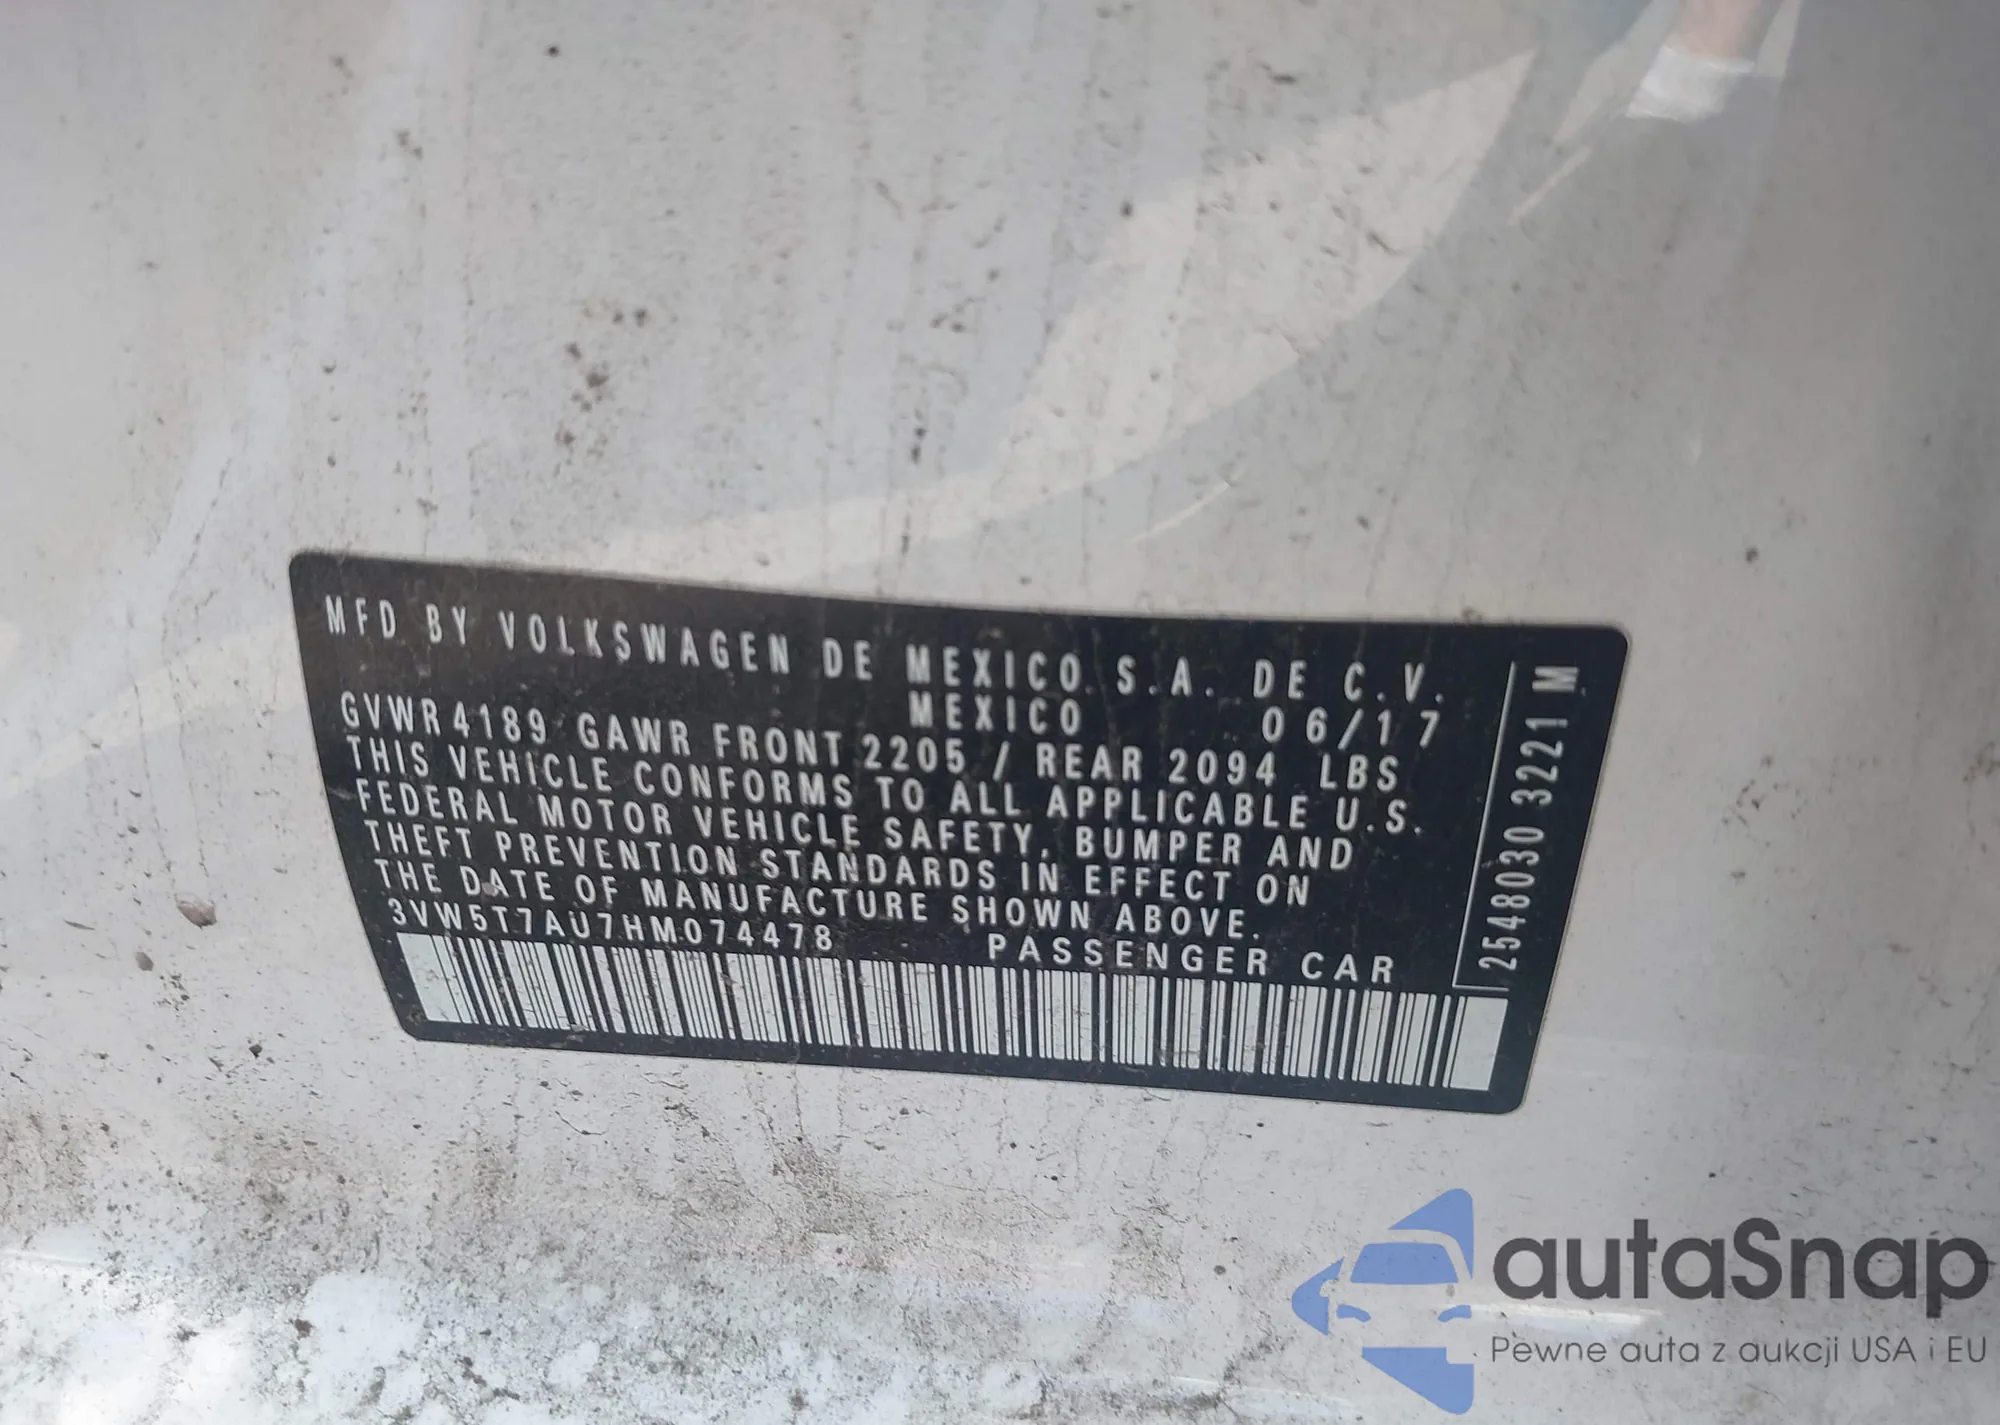 MFD BY VOLKSWAGEN DE MEXICO S.A. DE C.V.
MEXICO 06/17
GVWR 4189 GAWR FRONT 2205 / REAR 2094 LBS
THIS VEHICLE CONFORMS TO ALL APPLICABLE U.S.
FEDERAL MOTOR VEHICLE SAFETY, BUMPER AND
THEFT PREVENTION STANDARDS IN EFFECT ON
THE DATE OF MANUFACTURE SHOWN ABOVE.
3VW5T7AU7HM074478 PASSENGER CAR
2548030 3221 M
autaSnap
Pewne auta z aukcji USA i EU